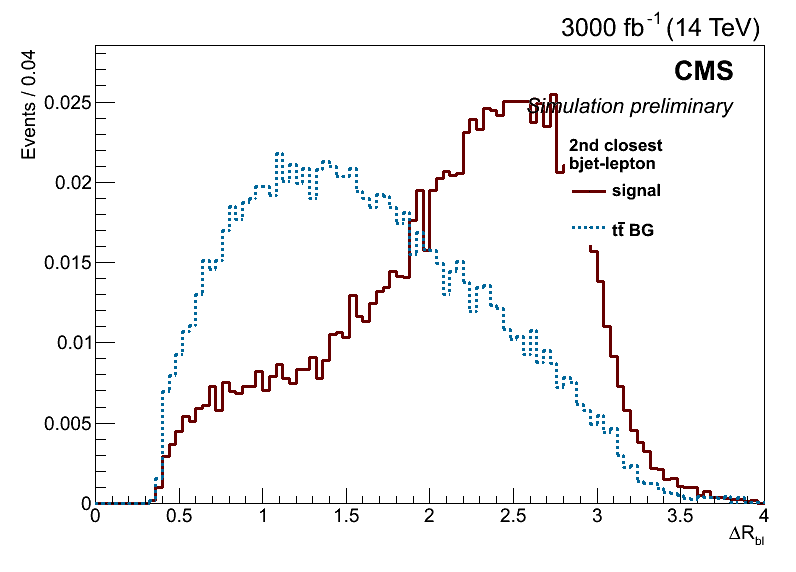 3000 fb⁻¹ (14 TeV)
Events / 0.04
CMS
Simulation preliminary
2nd closest
bjet-lepton
signal
tt̄ BG
0.025
0.02
0.015
0.01
0.005
0
0 0.5 1 1.5 2 2.5 3 3.5 4
ΔR_bl